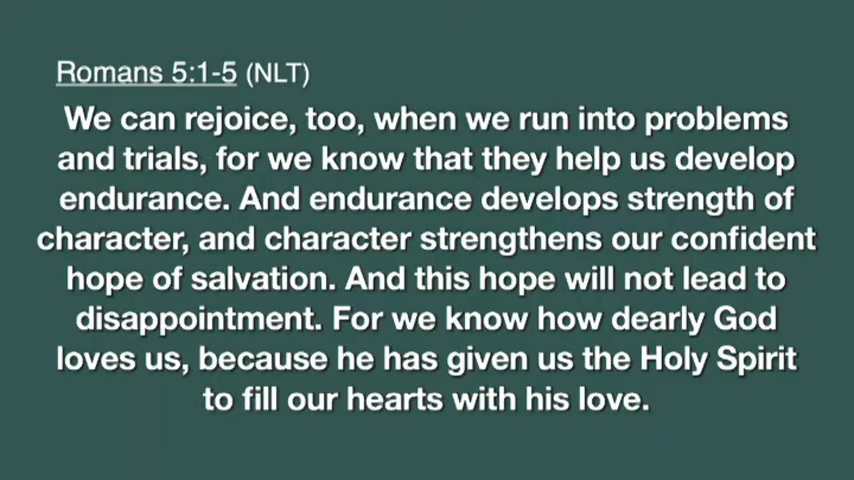 Romans 5:1-5 (NLT)
We can rejoice, too, when we run into problems
and trials, for we know that they help us develop
endurance. And endurance develops strength of
character, and character strengthens our confident
hope of salvation. And this hope will not lead to
disappointment. For we know how dearly God
loves us, because he has given us the Holy Spirit
to fill our hearts with his love.